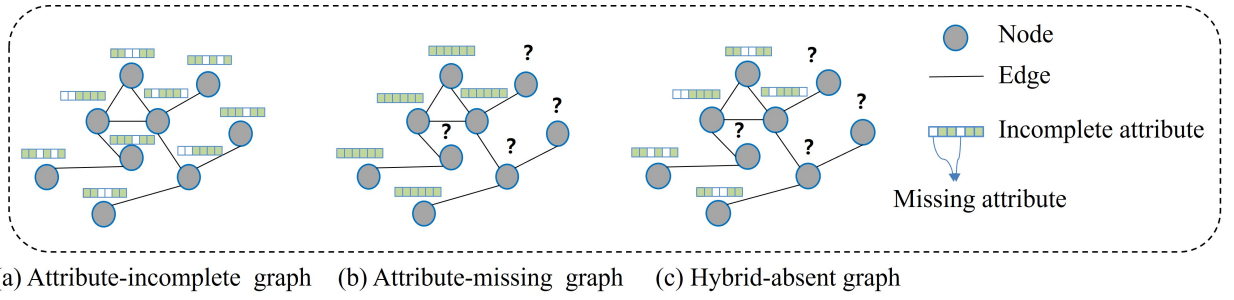 ?
?
?
?
?
?
?
?
Node
Edge
Incomplete attribute
Missing attribute
a) Attribute-incomplete graph
(b) Attribute-missing graph
(c) Hybrid-absent graph